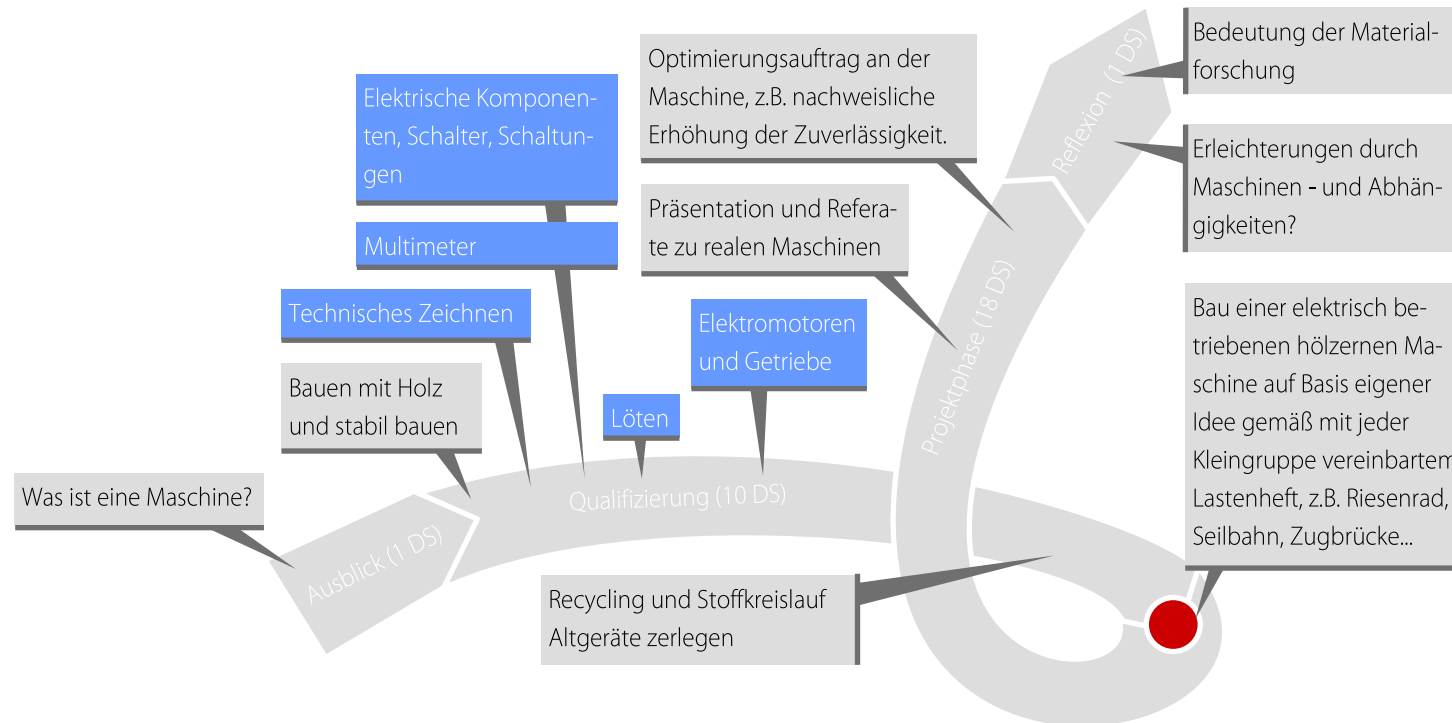 Was ist eine Maschine?
Ausblick (1 DS)
Bauen mit Holz
und stabil bauen
Technisches Zeichnen
Elektrische Komponen-
ten, Schalter, Schaltun-
gen
Multimeter
Löten
Elektromotoren
und Getriebe
Qualifizierung (10 DS)
Recycling und Stoffkreislauf
Altgeräte zerlegen
Bau einer elektrisch be-
triebenen hölzernen Ma-
schine auf Basis eigener
Idee gemäß mit jeder
Kleingruppe vereinbartem
Lastenheft, z.B. Riesenrad,
Seilbahn, Zugbrücke...
Projektphase (18 DS)
Präsentation und Refera-
te zu realen Maschinen
Optimierungsauftrag an der
Maschine, z.B. nachweisliche
Erhöhung der Zuverlässigkeit.
Reflexion (1 DS)
Erleichterungen durch
Maschinen - und Abhän-
gigkeiten?
Bedeutung der Material-
forschung